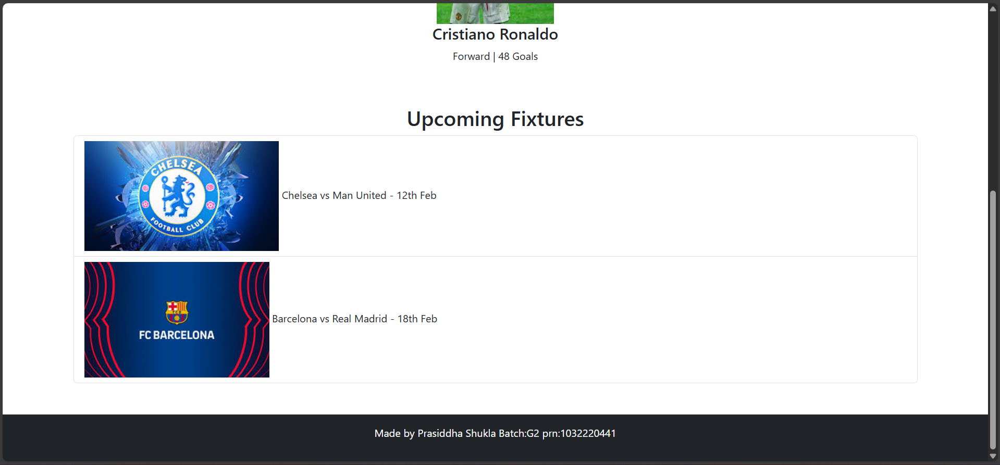 Cristiano Ronaldo
Forward | 48 Goals
Upcoming Fixtures
CHELSEA
FOOTBALL CLUB
Chelsea vs Man United - 12th Feb
FCB
FC BARCELONA
Barcelona vs Real Madrid - 18th Feb
Made by Prasiddha Shukla Batch:G2 prn:1032220441